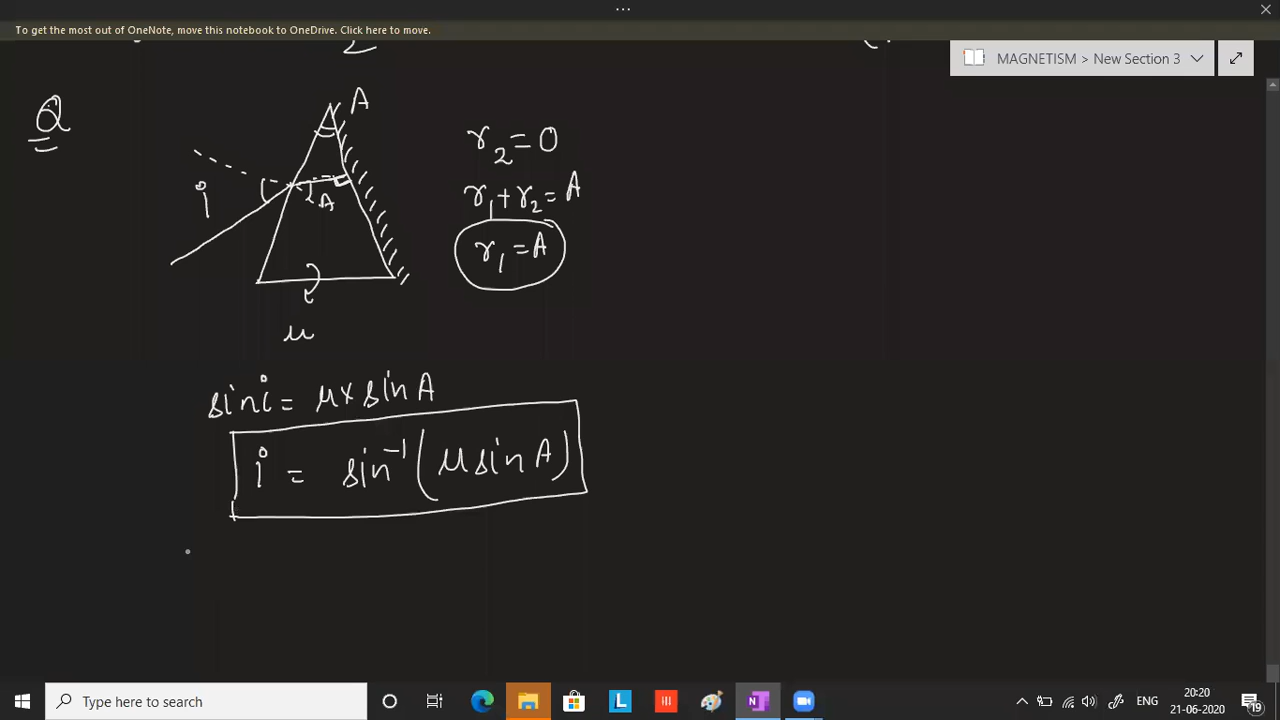 To get the most out of OneNote, move this notebook to OneDrive. Click here to move.
MAGNETISM > New Section 3
Q
A
i
A
μ
r₂ = 0
r₁ + r₂ = A
r₁ = A
sin i = μ × sin A
i = sin⁻¹ (μ sin A)
Type here to search
L
N
ENG
20:20
21-06-2020
19